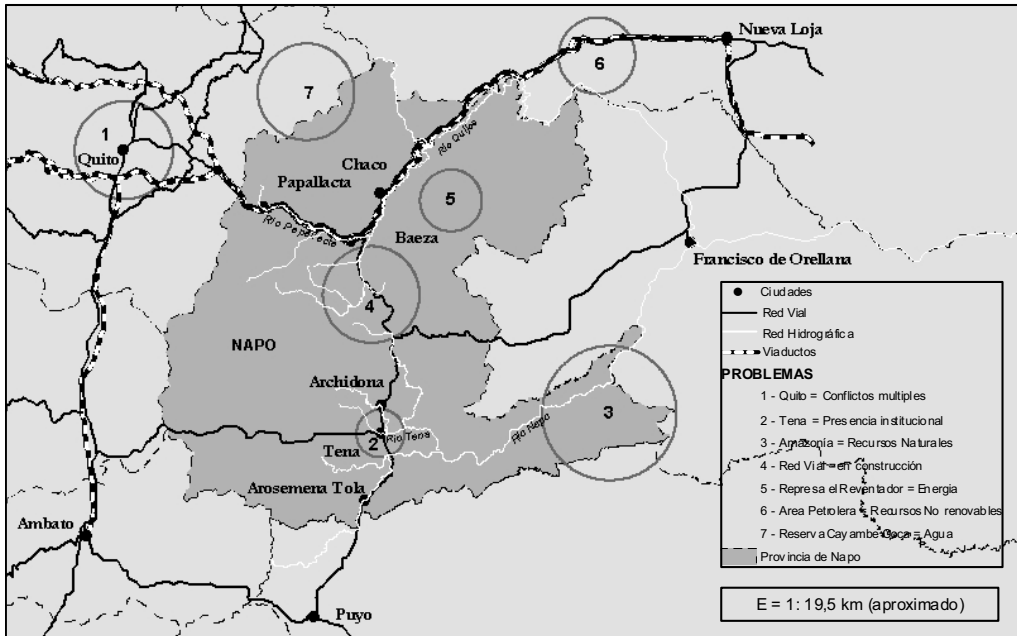 Nueva Loja
6
7
1
Quito
Chaco
Río Quijos
Papallacta
5
Río Papallacta
Baeza
Francisco de Orellana
4
NAPO
Archidona
3
Río Napo
2
Río Tena
Tena
Arosemena Tola
Ambato
Puyo
Ciudades
Red Vial
Red Hidrográfica
Viaductos
PROBLEMAS
1 - Quito = Conflictos multiples
2 - Tena = Presencia institucional
3 - Amazonía = Recursos Naturales
4 - Red Vial = en construcción
5 - Represa el Reventador = Energía
6 - Area Petrolera = Recursos No renovables
7 - Reserva Cayambe Coca = Agua
Provincia de Napo
E = 1: 19,5 km (aproximado)